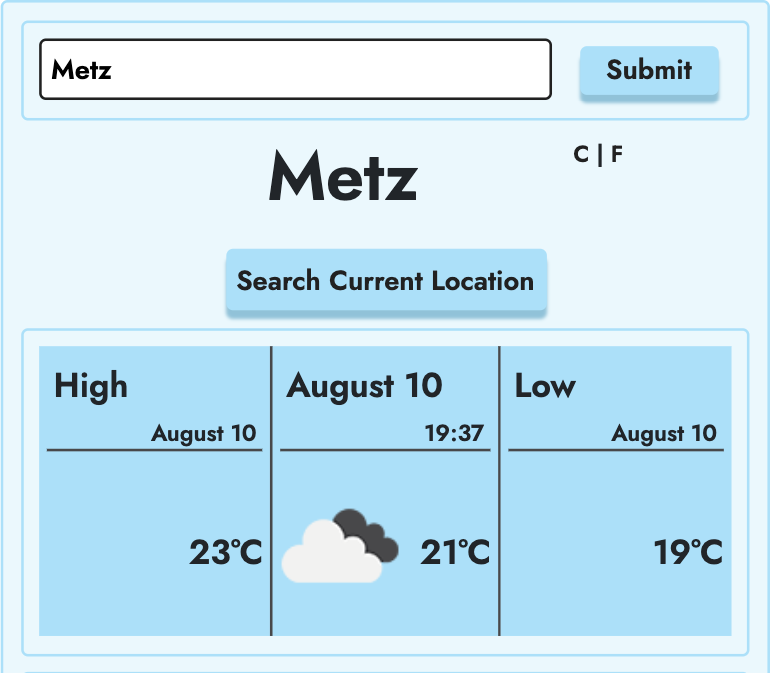 Metz
Submit
Metz
C | F
Search Current Location
High
August 10
23°C
August 10
19:37
21°C
Low
August 10
19°C